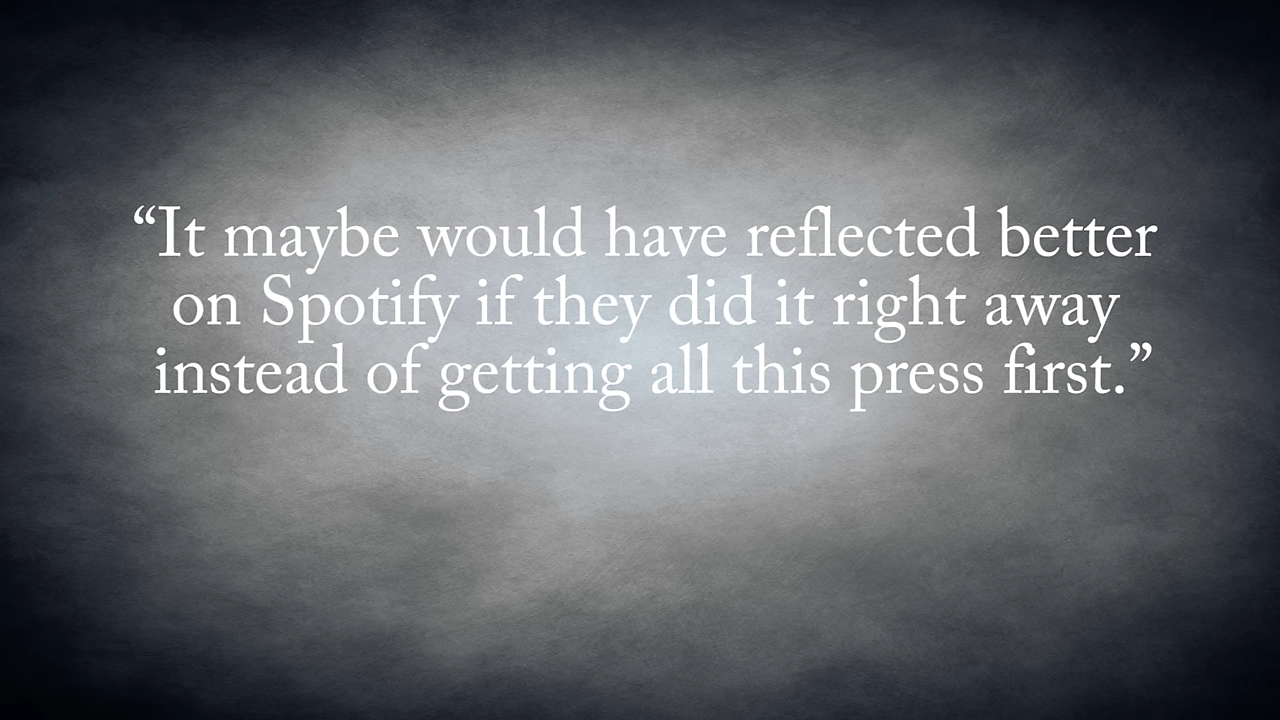 “It maybe would have reflected better
on Spotify if they did it right away
instead of getting all this press first.”